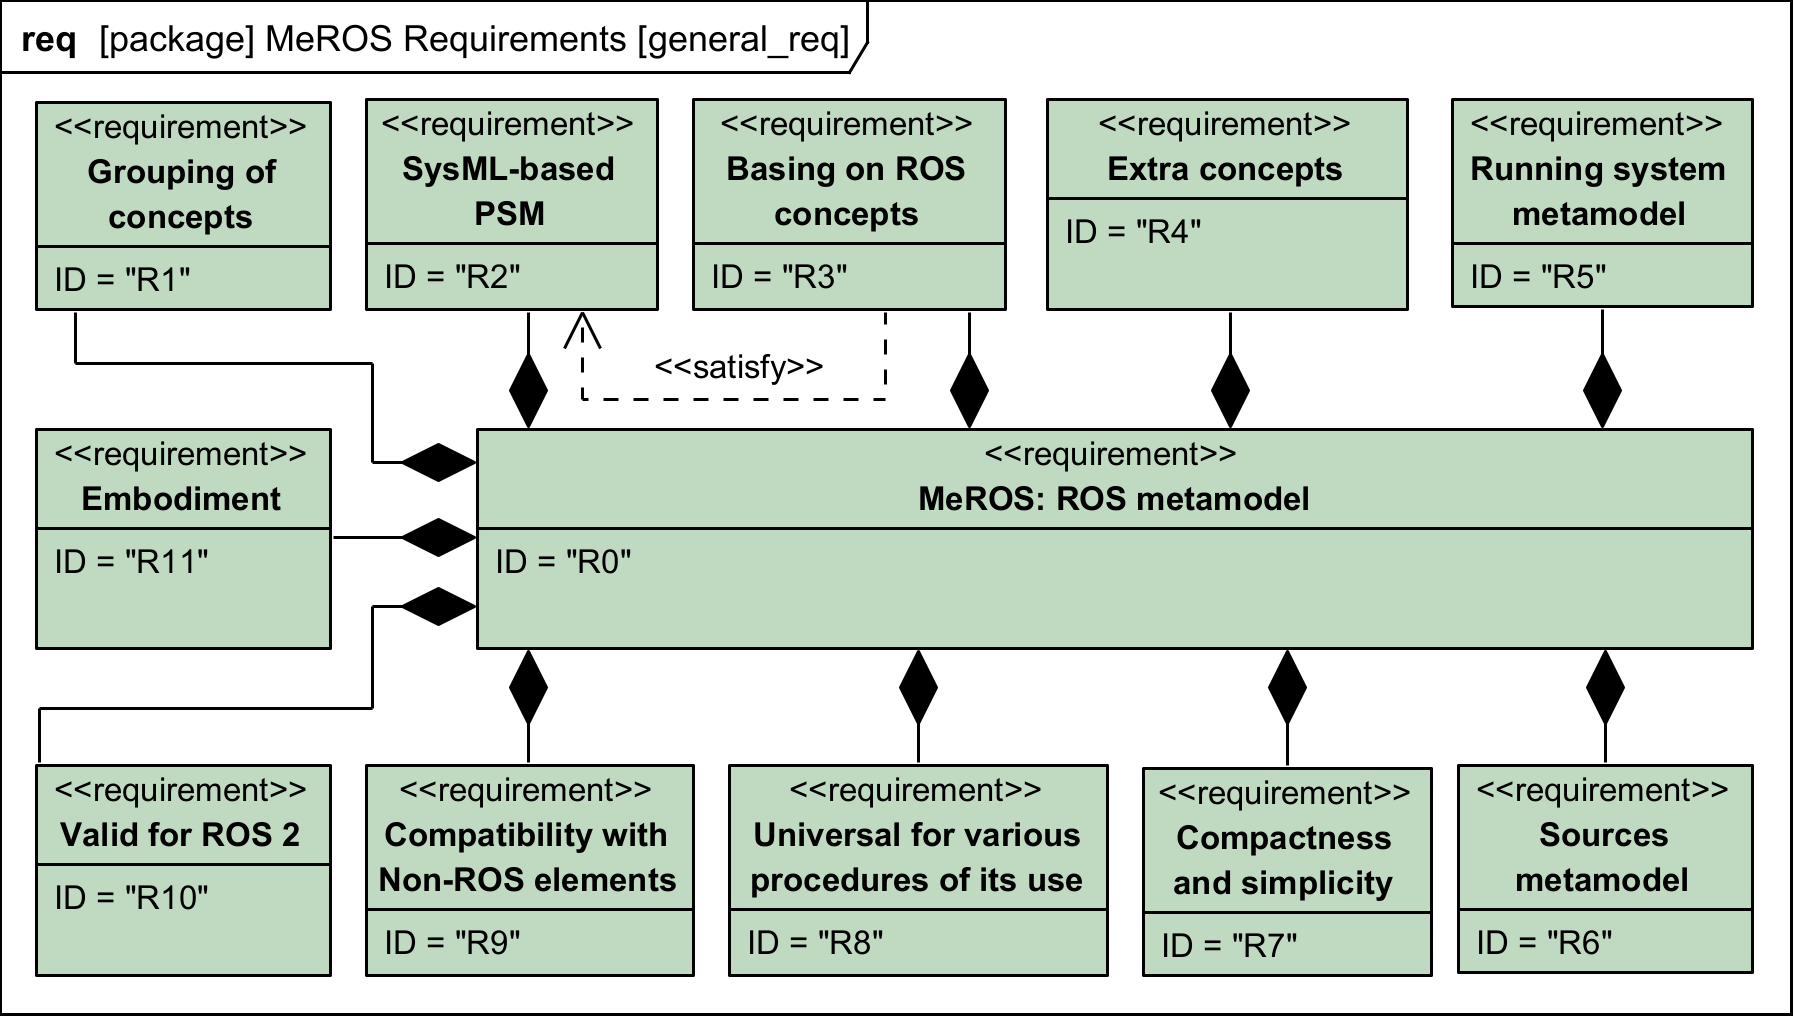 req [package] MeROS Requirements [general_req]
<<requirement>>
Grouping of
concepts
ID = "R1"
<<requirement>>
SysML-based
PSM
ID = "R2"
<<requirement>>
Basing on ROS
concepts
ID = "R3"
<<requirement>>
Extra concepts
ID = "R4"
<<requirement>>
Running system
metamodel
ID = "R5"
<<satisfy>>
<<requirement>>
Embodiment
ID = "R11"
<<requirement>>
MeROS: ROS metamodel
ID = "R0"
<<requirement>>
Valid for ROS 2
ID = "R10"
<<requirement>>
Compatibility with
Non-ROS elements
ID = "R9"
<<requirement>>
Universal for various
procedures of its use
ID = "R8"
<<requirement>>
Compactness
and simplicity
ID = "R7"
<<requirement>>
Sources
metamodel
ID = "R6"